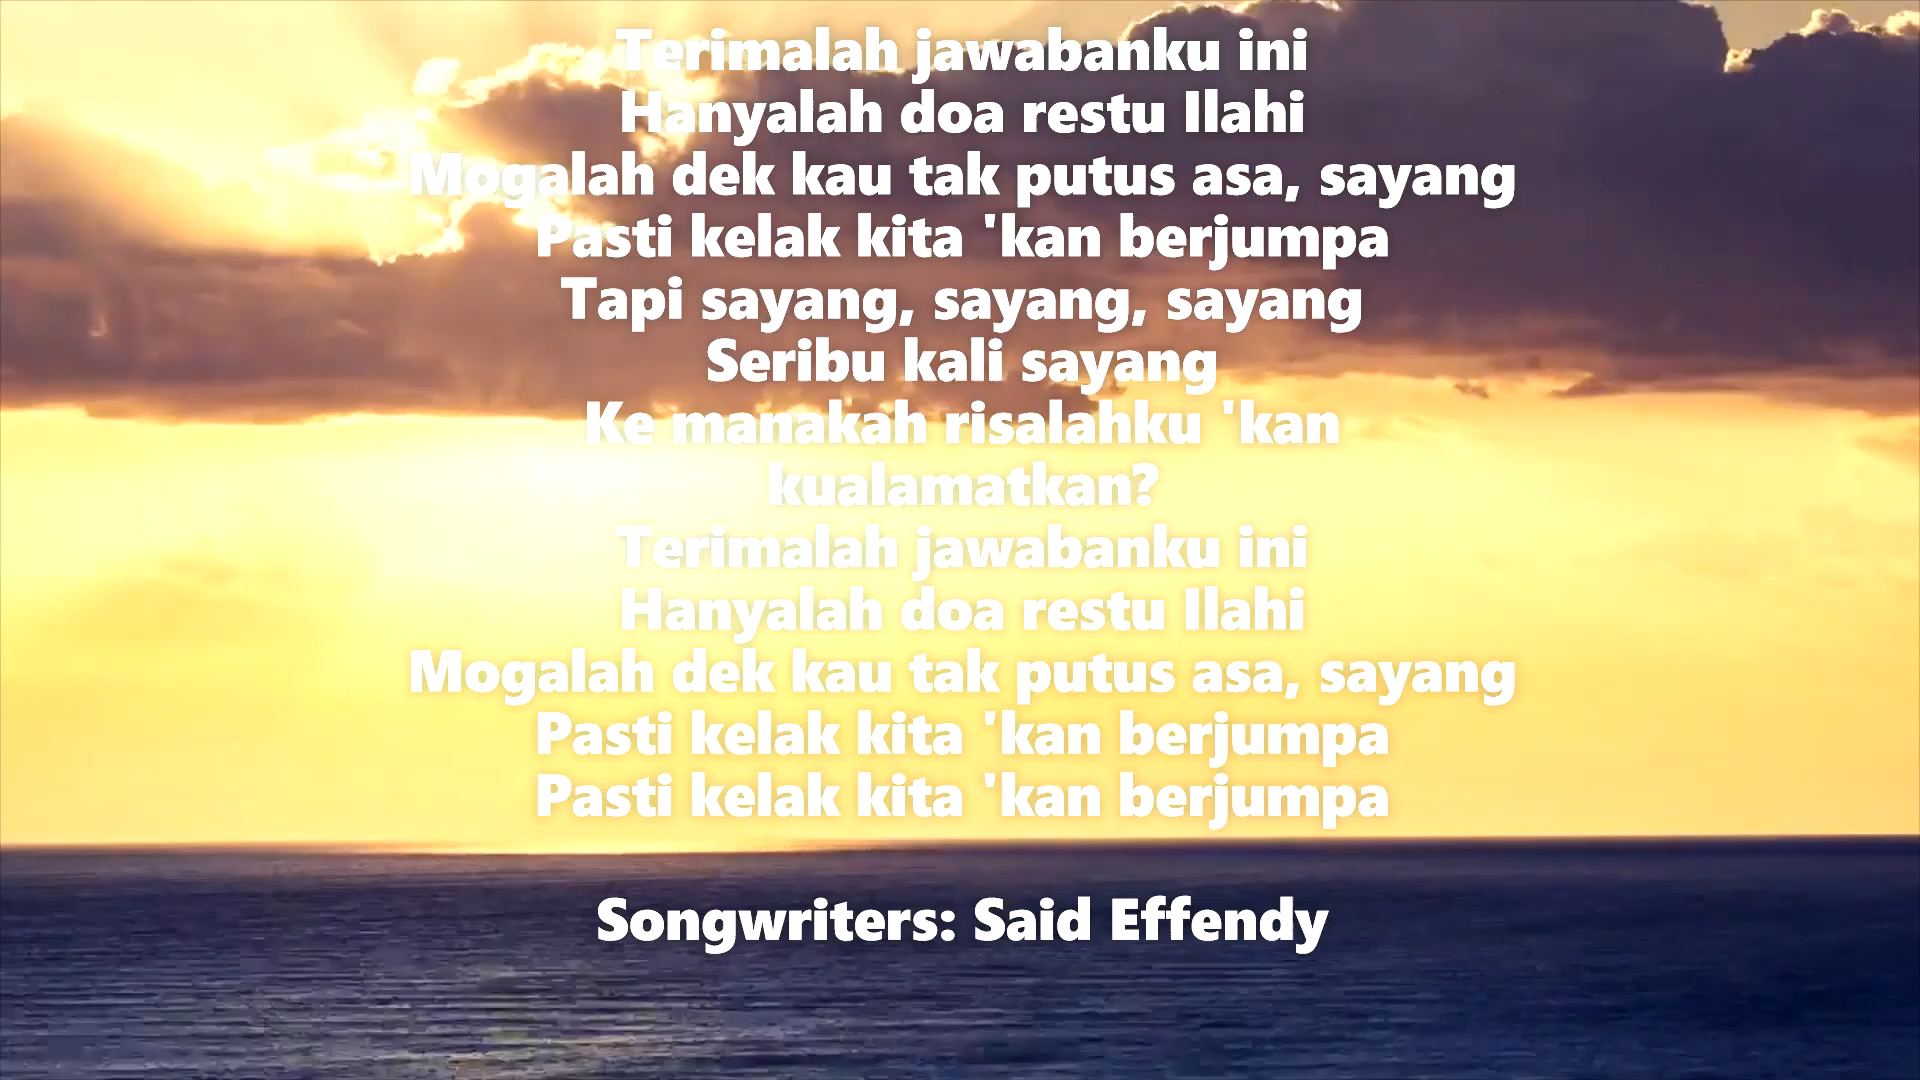 Terimalah jawabanku ini
Hanyalah doa restu Ilahi
Mogalah dek kau tak putus asa, sayang
Pasti kelak kita 'kan berjumpa
Tapi sayang, sayang, sayang
Seribu kali sayang
Ke manakah risalahku 'kan
kualamatkan?
Terimalah jawabanku ini
Hanyalah doa restu Ilahi
Mogalah dek kau tak putus asa, sayang
Pasti kelak kita 'kan berjumpa
Pasti kelak kita 'kan berjumpa
Songwriters: Said Effendy